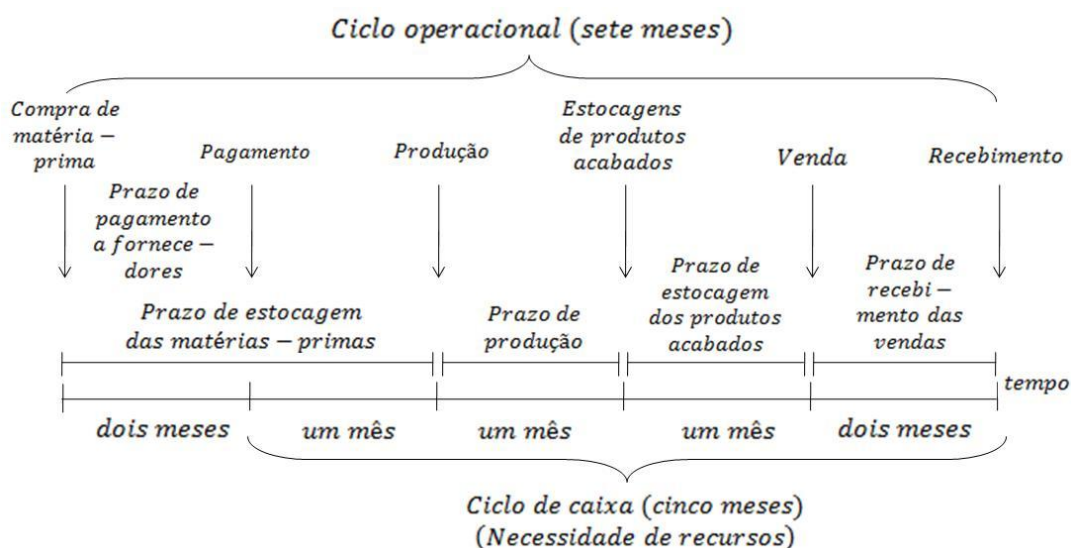 Ciclo operacional (sete meses)
Compra de
matéria –
prima
Pagamento
Produção
Estocagens
de produtos
acabados
Venda
Recebimento
Prazo de
pagamento
a fornece –
dores
Prazo de estocagem
das matérias – primas
Prazo de
produção
Prazo de
estocagem
dos produtos
acabados
Prazo de
recebi –
mento das
vendas
tempo
dois meses
um mês
um mês
um mês
dois meses
Ciclo de caixa (cinco meses)
(Necessidade de recursos)